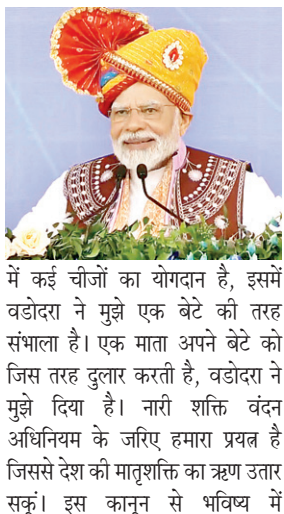 में कई चीजों का योगदान है, इसमें
वडोदरा ने मुझे एक बेटे की तरह
संभाला है। एक माता अपने बेटे को
जिस तरह दुलार करती है, वडोदरा ने
मुझे दिया है। नारी शक्ति वंदन
अधिनियम के जरिए हमारा प्रयत्न है
जिससे देश की मातृशक्ति का ऋण उतार
सकूं। इस कानून से भविष्य में